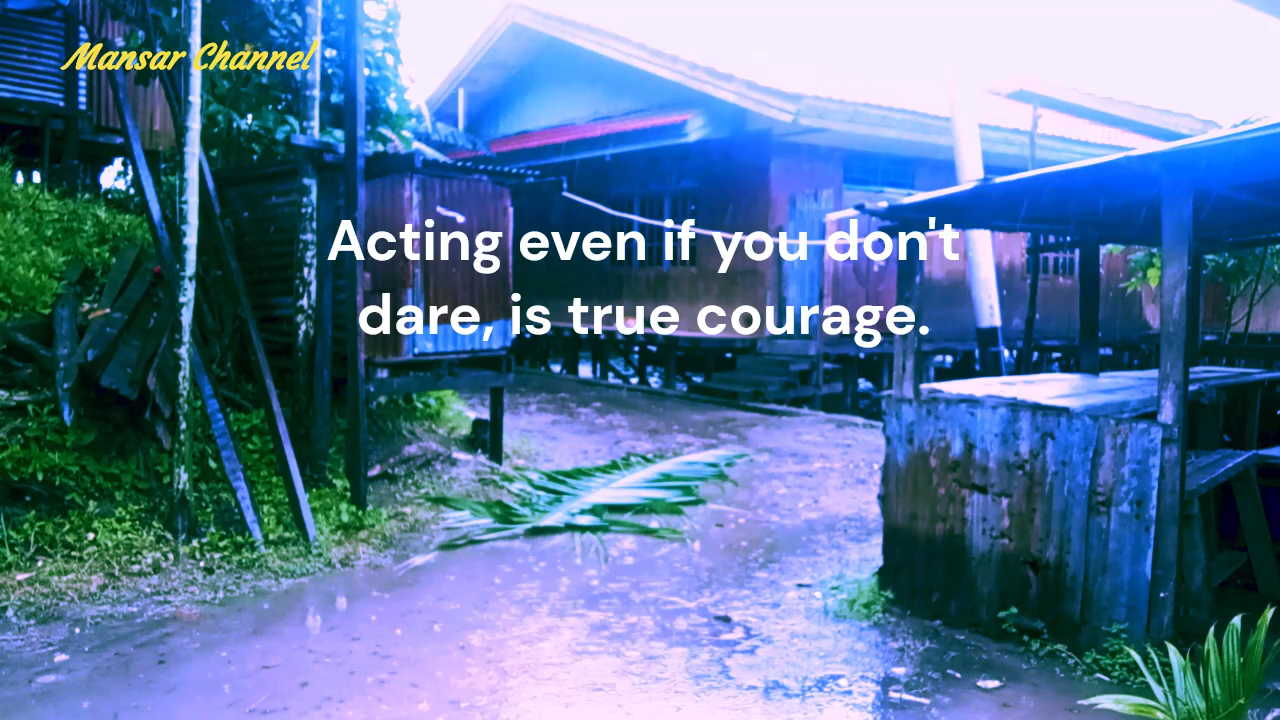 Mansar Channel
Acting even if you don't
dare, is true courage.